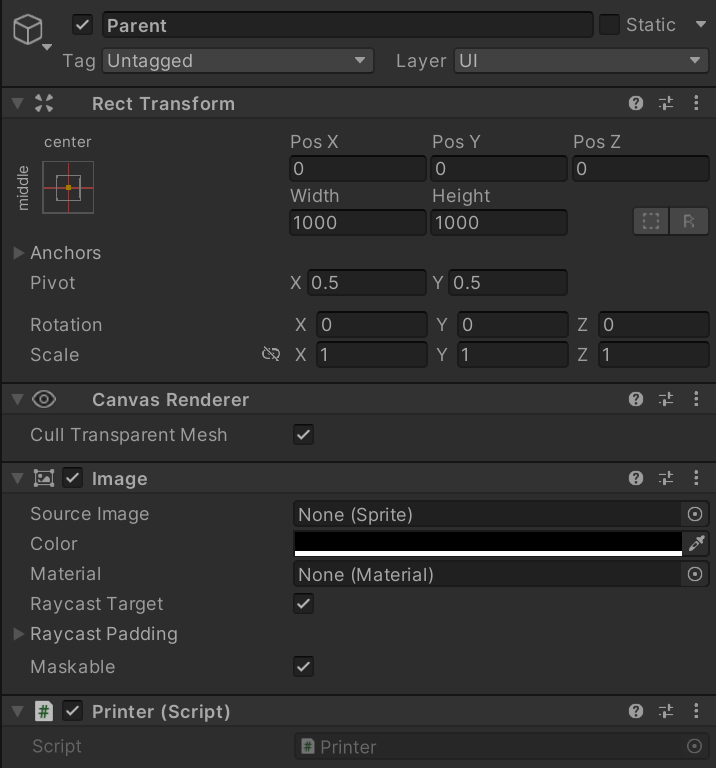 Parent
Static
Tag Untagged Layer UI
Rect Transform
center
middle
Pos X Pos Y Pos Z
0 0 0
Width Height
1000 1000 R
Anchors
Pivot X 0.5 Y 0.5
Rotation X 0 Y 0 Z 0
Scale X 1 Y 1 Z 1
Canvas Renderer
Cull Transparent Mesh
Image
Source Image None (Sprite)
Color
Material None (Material)
Raycast Target
Raycast Padding
Maskable
# Printer (Script)
Script # Printer